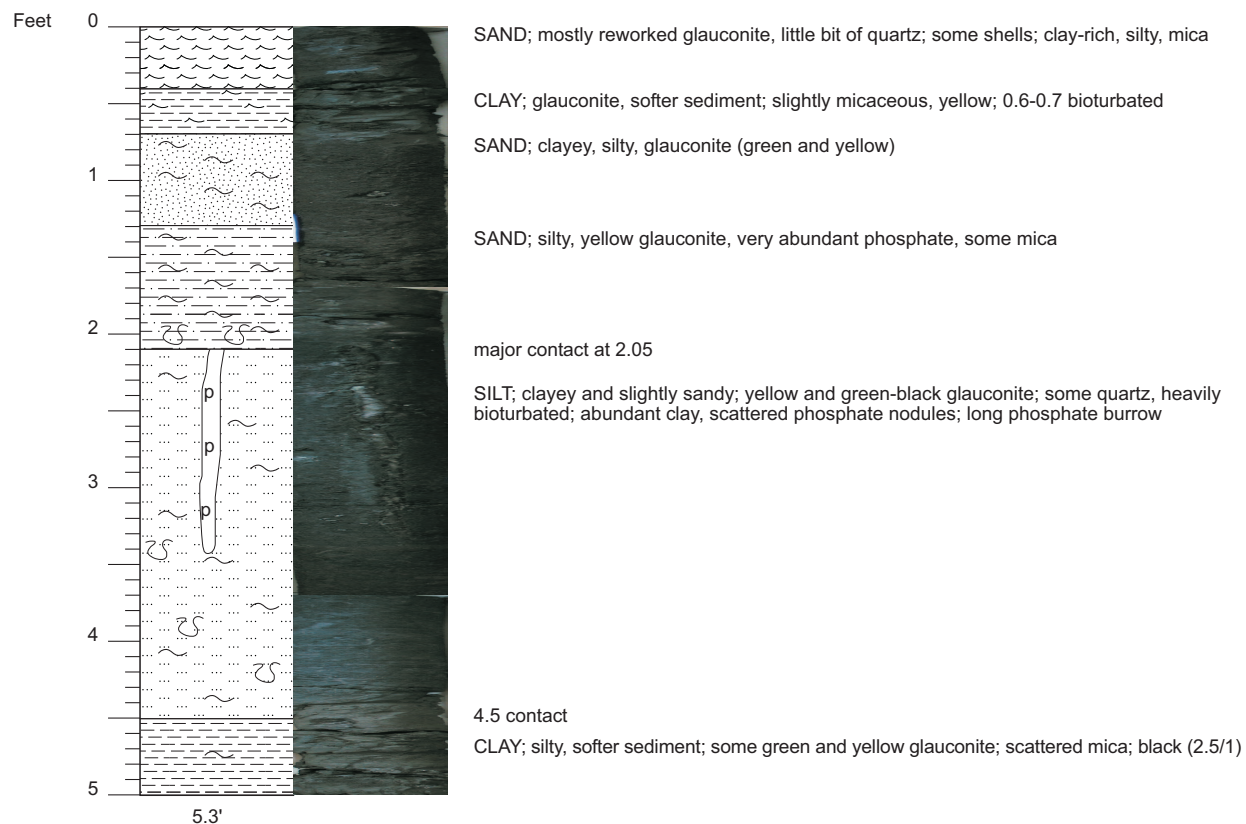 Feet
0
SAND; mostly reworked glauconite, little bit of quartz; some shells; clay-rich, silty, mica
CLAY; glauconite, softer sediment; slightly micaceous, yellow; 0.6-0.7 bioturbated
SAND; clayey, silty, glauconite (green and yellow)
1
SAND; silty, yellow glauconite, very abundant phosphate, some mica
2
major contact at 2.05
SILT; clayey and slightly sandy; yellow and green-black glauconite; some quartz, heavily
bioturbated; abundant clay, scattered phosphate nodules; long phosphate burrow
p
p
3
p
4
4.5 contact
CLAY; silty, softer sediment; some green and yellow glauconite; scattered mica; black (2.5/1)
5
5.3'